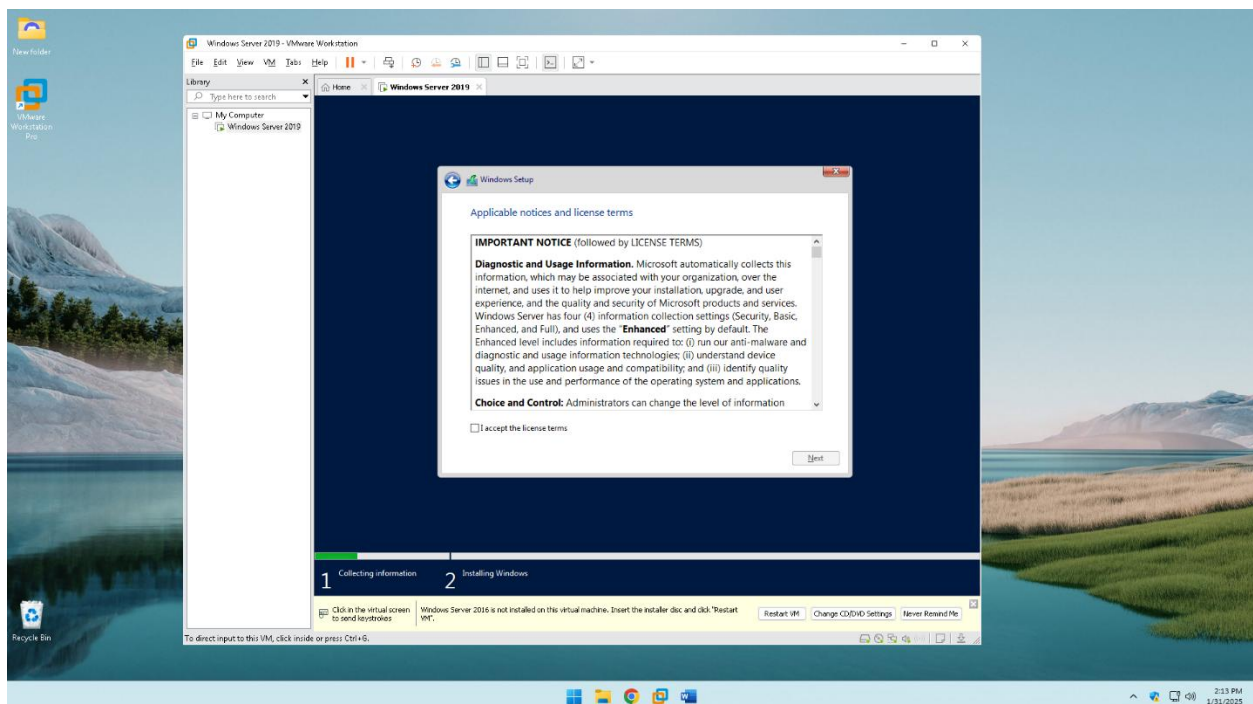 New folder
VMware
Workstation
Pro
Recycle Bin
Windows Server 2019 - VMware Workstation
File Edit View VM Tabs Help
Library
Type here to search
My Computer
Windows Server 2019
Home
Windows Server 2019
Windows Setup
Applicable notices and license terms
IMPORTANT NOTICE (followed by LICENSE TERMS)
Diagnostic and Usage Information. Microsoft automatically collects this
information, which may be associated with your organization, over the
internet, and uses it to help improve your installation, upgrade, and user
experience, and the quality and security of Microsoft products and services.
Windows Server has four (4) information collection settings (Security, Basic,
Enhanced, and Full), and uses the "Enhanced" setting by default. The
Enhanced level includes information required to: (i) run our anti-malware and
diagnostic and usage information technologies; (ii) understand device
quality, and application usage and compatibility; and (iii) identify quality
issues in the use and performance of the operating system and applications.
Choice and Control: Administrators can change the level of information
I accept the license terms
Next
1 Collecting information
2 Installing Windows
Click in the virtual screen
to send keystrokes
Windows Server 2016 is not installed on this virtual machine. Insert the installer disc and click "Restart
VM".
Restart VM
Change CD/DVD Settings
Never Remind Me
To direct input to this VM, click inside or press Ctrl+G.
2:13 PM
1/31/2025